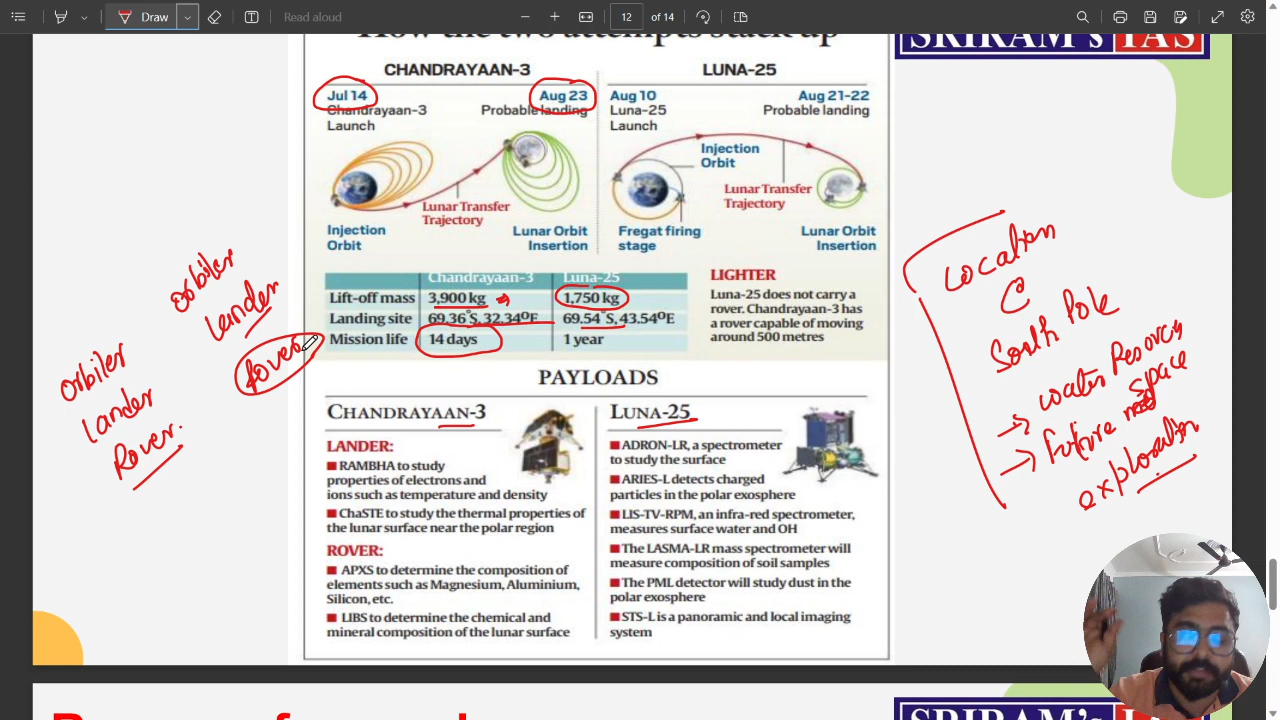 Draw
Read aloud
12
of 14
How the two attempts stack up
SRIRAM's IAS
CHANDRAYAAN-3
LUNA-25
Jul 14
Chandrayaan-3
Launch
Aug 23
Probable landing
Aug 10
Luna-25
Launch
Aug 21-22
Probable landing
Injection
Orbit
Lunar Transfer
Trajectory
Lunar Transfer
Trajectory
Injection
Orbit
Lunar Orbit
Insertion
Fregat firing
stage
Lunar Orbit
Insertion
Chandrayaan-3 Luna-25
Lift-off mass 3,900 kg 1,750 kg
Landing site 69.36°S, 32.34°E 69.54°S, 43.54°E
Mission life 14 days 1 year
LIGHTER
Luna-25 does not carry a
rover. Chandrayaan-3 has
a rover capable of moving
around 500 metres
PAYLOADS
CHANDRAYAAN-3
LANDER:
RAMBHA to study
properties of electrons and
ions such as temperature and density
ChaSTE to study the thermal properties of
the lunar surface near the polar region
ROVER:
APXS to determine the composition of
elements such as Magnesium, Aluminium,
Silicon, etc.
LIBS to determine the chemical and
mineral composition of the lunar surface
LUNA-25
ADRON-LR, a spectrometer
to study the surface
ARIES-L detects charged
particles in the polar exosphere
LIS-TV-RPM, an infra-red spectrometer,
measures surface water and OH
The LASMA-LR mass spectrometer will
measure composition of soil samples
The PML detector will study dust in the
polar exosphere
STS-L is a panoramic and local imaging
system
orbiter
lander
Rover
orbiter
lander
Rover.
Location
South Pole
water
Future space
exploration
SRIRAM's IAS